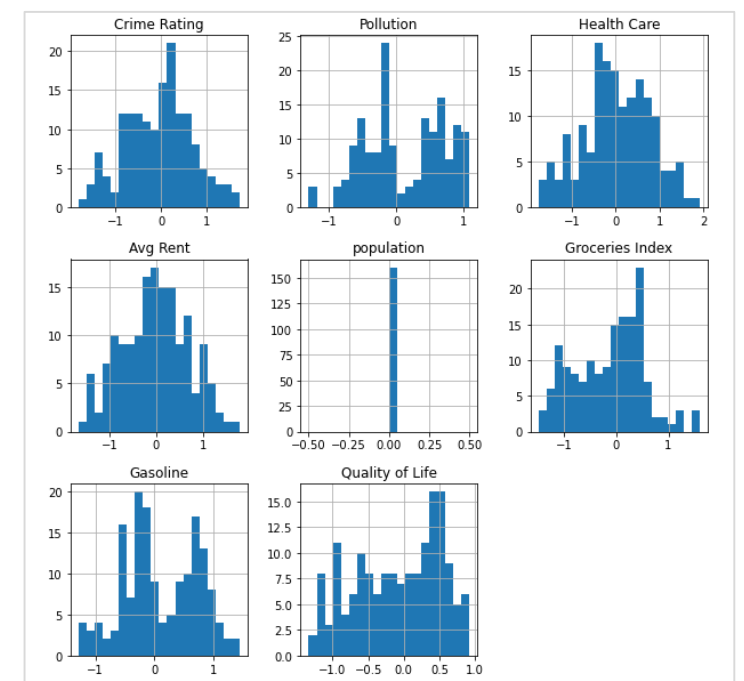 Crime Rating
20
15
10
5
0
−1 0 1
Pollution
25
20
15
10
5
0
−1 0 1
Health Care
15
10
5
0
−1 0 1 2
Avg Rent
15
10
5
0
−1 0 1
population
150
125
100
75
50
25
0
−0.50 −0.25 0.00 0.25 0.50
Groceries Index
20
15
10
5
0
−1 0 1
Gasoline
20
15
10
5
0
−1 0 1
Quality of Life
15.0
12.5
10.0
7.5
5.0
2.5
0.0
−1.0 −0.5 0.0 0.5 1.0